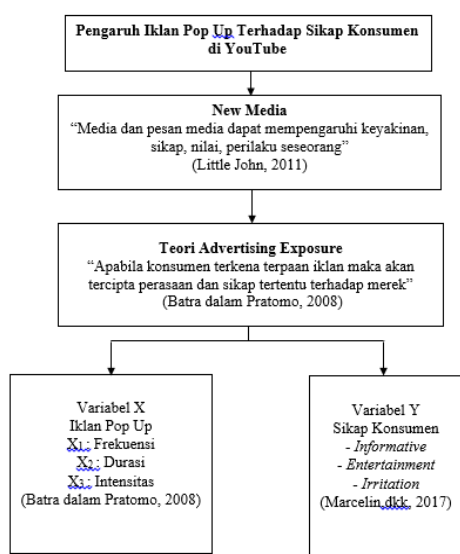 Pengaruh Iklan Pop Up Terhadap Sikap Konsumen
di YouTube
New Media
“Media dan pesan media dapat mempengaruhi keyakinan,
sikap, nilai, perilaku seseorang”
(Little John, 2011)
Teori Advertising Exposure
“Apabila konsumen terkena terpaan iklan maka akan
tercipta perasaan dan sikap tertentu terhadap merek”
(Batra dalam Pratomo, 2008)
Variabel X
Iklan Pop Up
X1 : Frekuensi
X2 : Durasi
X3 : Intensitas
(Batra dalam Pratomo, 2008)
Variabel Y
Sikap Konsumen
- Informative
- Entertainment
- Irritation
(Marcelin,dkk, 2017)